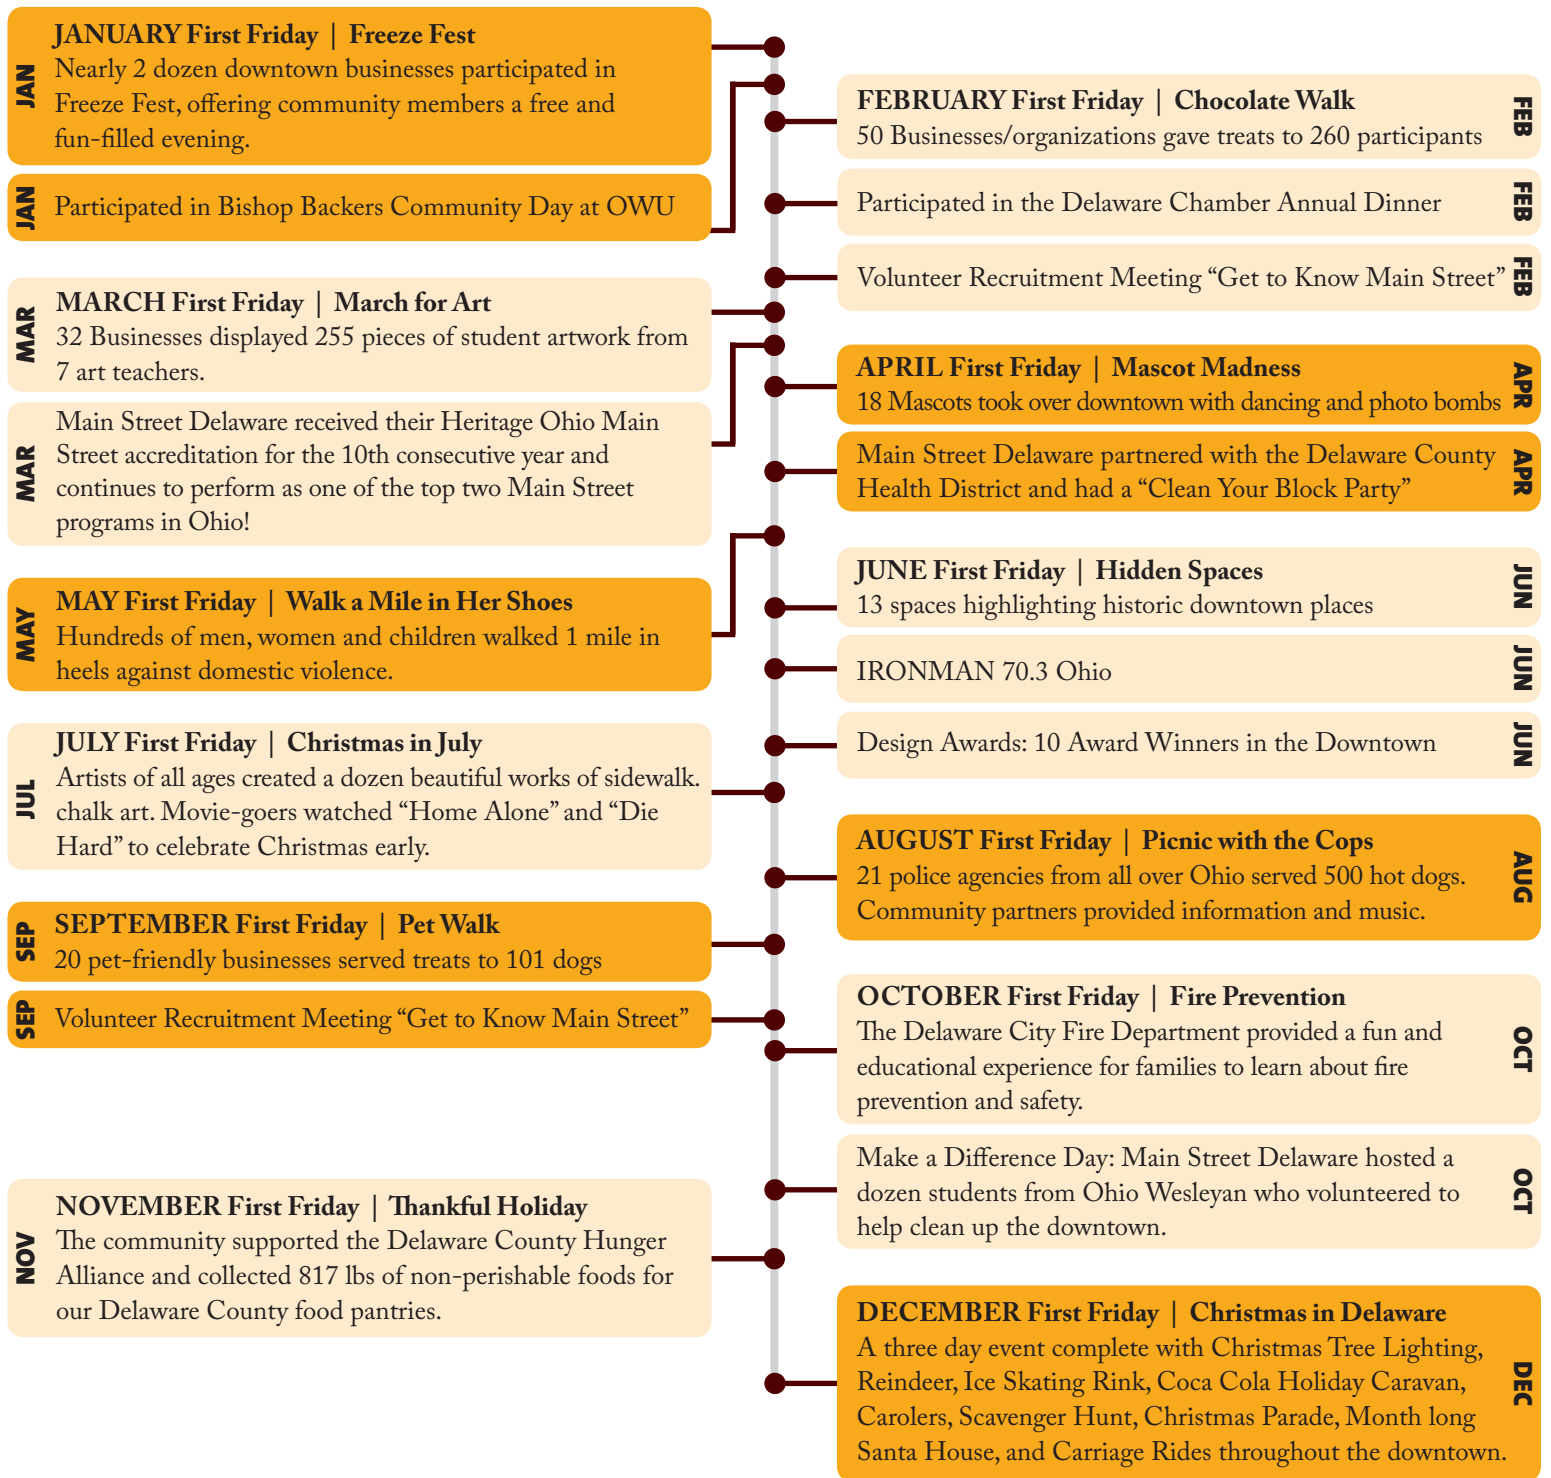 JAN
JANUARY First Friday | Freeze Fest
Nearly 2 dozen downtown businesses participated in
Freeze Fest, offering community members a free and
fun-filled evening.
JAN
Participated in Bishop Backers Community Day at OWU
FEBRUARY First Friday | Chocolate Walk
50 Businesses/organizations gave treats to 260 participants
FEB
Participated in the Delaware Chamber Annual Dinner
FEB
Volunteer Recruitment Meeting “Get to Know Main Street”
FEB
MAR
MARCH First Friday | March for Art
32 Businesses displayed 255 pieces of student artwork from
7 art teachers.
MAR
Main Street Delaware received their Heritage Ohio Main
Street accreditation for the 10th consecutive year and
continues to perform as one of the top two Main Street
programs in Ohio!
APRIL First Friday | Mascot Madness
18 Mascots took over downtown with dancing and photo bombs
APR
Main Street Delaware partnered with the Delaware County
Health District and had a “Clean Your Block Party”
APR
MAY
MAY First Friday | Walk a Mile in Her Shoes
Hundreds of men, women and children walked 1 mile in
heels against domestic violence.
JUNE First Friday | Hidden Spaces
13 spaces highlighting historic downtown places
JUN
IRONMAN 70.3 Ohio
JUN
Design Awards: 10 Award Winners in the Downtown
JUN
JUL
JULY First Friday | Christmas in July
Artists of all ages created a dozen beautiful works of sidewalk.
chalk art. Movie-goers watched “Home Alone” and “Die
Hard” to celebrate Christmas early.
AUGUST First Friday | Picnic with the Cops
21 police agencies from all over Ohio served 500 hot dogs.
Community partners provided information and music.
AUG
SEP
SEPTEMBER First Friday | Pet Walk
20 pet-friendly businesses served treats to 101 dogs
SEP
Volunteer Recruitment Meeting “Get to Know Main Street”
OCTOBER First Friday | Fire Prevention
The Delaware City Fire Department provided a fun and
educational experience for families to learn about fire
prevention and safety.
OCT
Make a Difference Day: Main Street Delaware hosted a
dozen students from Ohio Wesleyan who volunteered to
help clean up the downtown.
OCT
NOV
NOVEMBER First Friday | Thankful Holiday
The community supported the Delaware County Hunger
Alliance and collected 817 lbs of non-perishable foods for
our Delaware County food pantries.
DECEMBER First Friday | Christmas in Delaware
A three day event complete with Christmas Tree Lighting,
Reindeer, Ice Skating Rink, Coca Cola Holiday Caravan,
Carolers, Scavenger Hunt, Christmas Parade, Month long
Santa House, and Carriage Rides throughout the downtown.
DEC